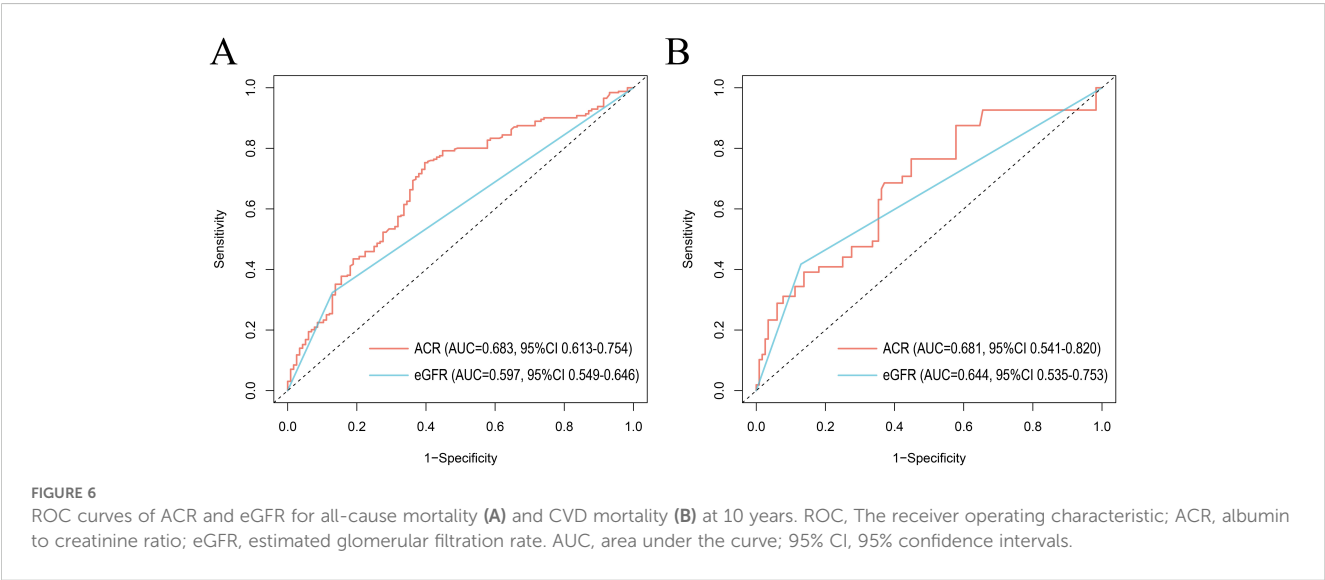 A
1.0
0.8
0.6
0.4
0.2
0.0
Sensitivity
ACR (AUC=0.683, 95%CI 0.613-0.754)
eGFR (AUC=0.597, 95%CI 0.549-0.646)
0.0 0.2 0.4 0.6 0.8 1.0
1−Specificity
B
1.0
0.8
0.6
0.4
0.2
0.0
Sensitivity
ACR (AUC=0.681, 95%CI 0.541-0.820)
eGFR (AUC=0.644, 95%CI 0.535-0.753)
0.0 0.2 0.4 0.6 0.8 1.0
1−Specificity
FIGURE 6
ROC curves of ACR and eGFR for all-cause mortality (A) and CVD mortality (B) at 10 years. ROC, The receiver operating characteristic; ACR, albumin
to creatinine ratio; eGFR, estimated glomerular filtration rate. AUC, area under the curve; 95% CI, 95% confidence intervals.